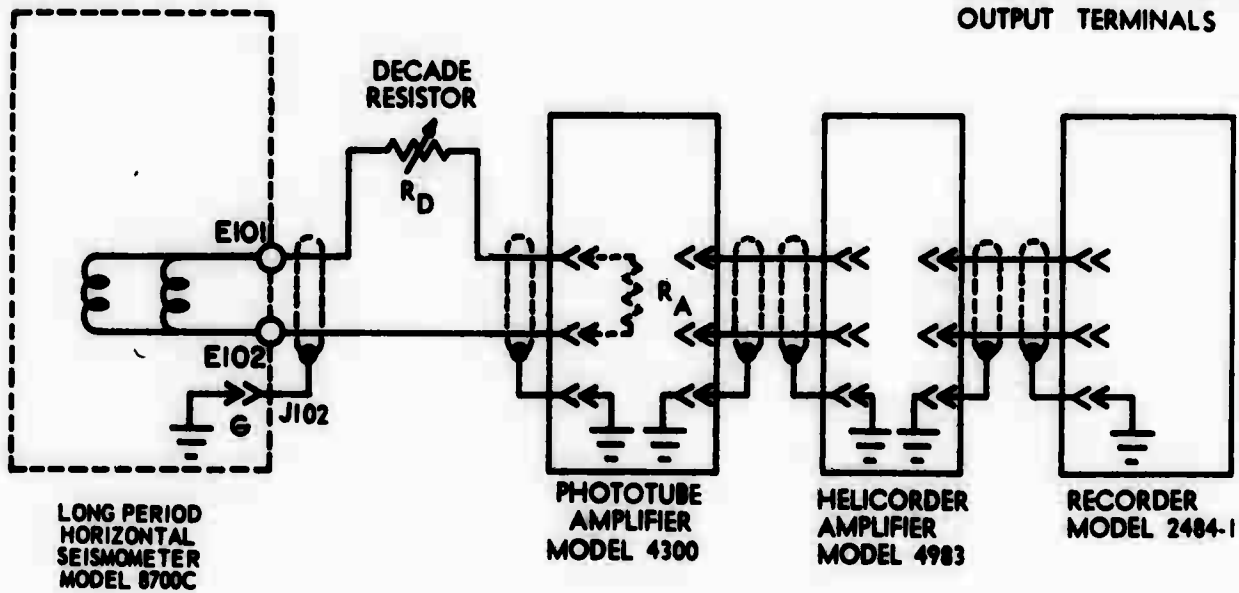 OUTPUT TERMINALS
DECADE
RESISTOR
R D
E101
R A
E102
J102
G
LONG PERIOD
HORIZONTAL
SEISMOMETER
MODEL 8700C
PHOTOTUBE
AMPLIFIER
MODEL 4300
HELICORDER
AMPLIFIER
MODEL 4983
RECORDER
MODEL 2484-1